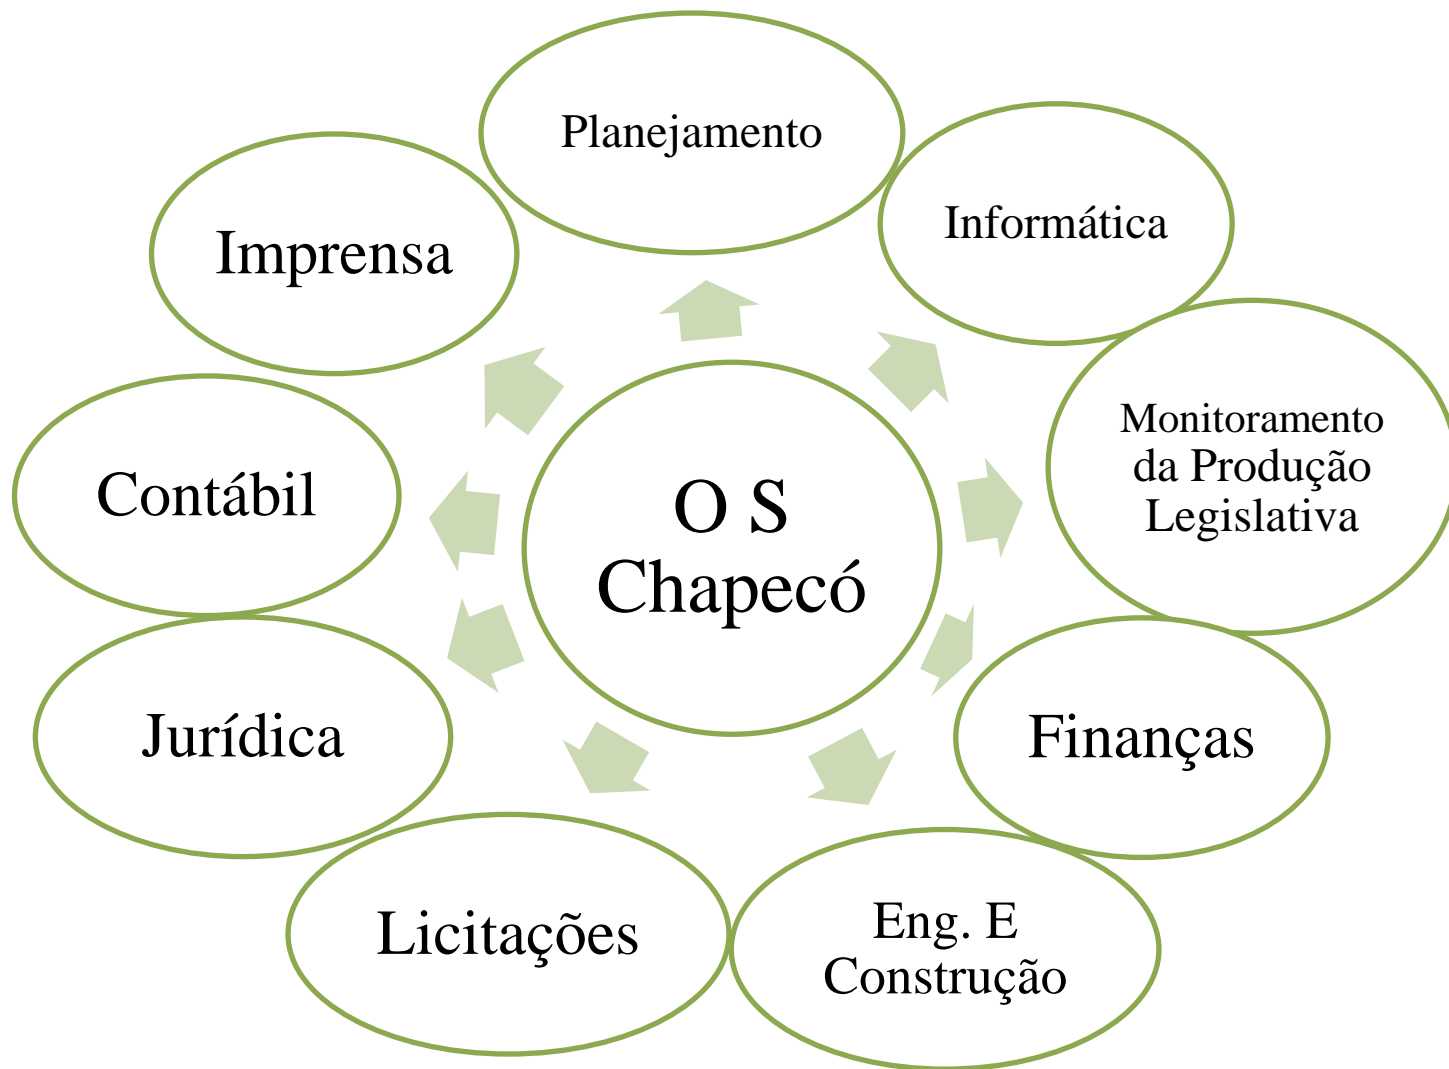 Planejamento
Informática
Monitoramento
da Produção
Legislativa
Finanças
Eng. E
Construção
Licitações
Jurídica
Contábil
Imprensa
O S
Chapecó